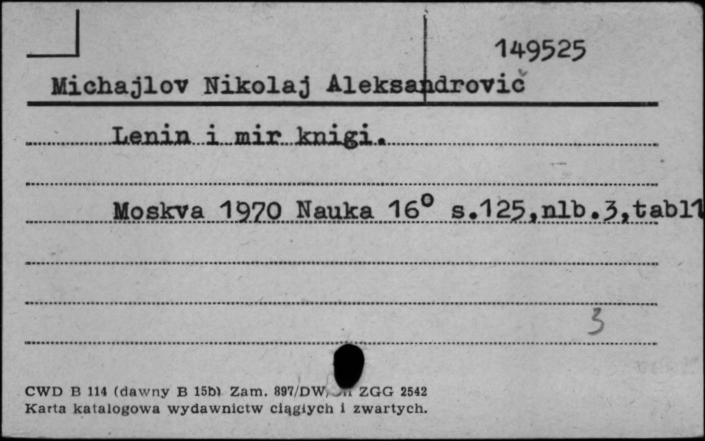 149525
Michajlov Nikolaj Aleksandrovič
Lenin i mir knigi.
Moskva 1970 Nauka 16° s.125,nlb.3,tabl1
3
CWD B 114 (dawny B 15b) Zam. 897/DW, ZGG 2542
Karta katalogowa wydawnictw ciągłych i zwartych.